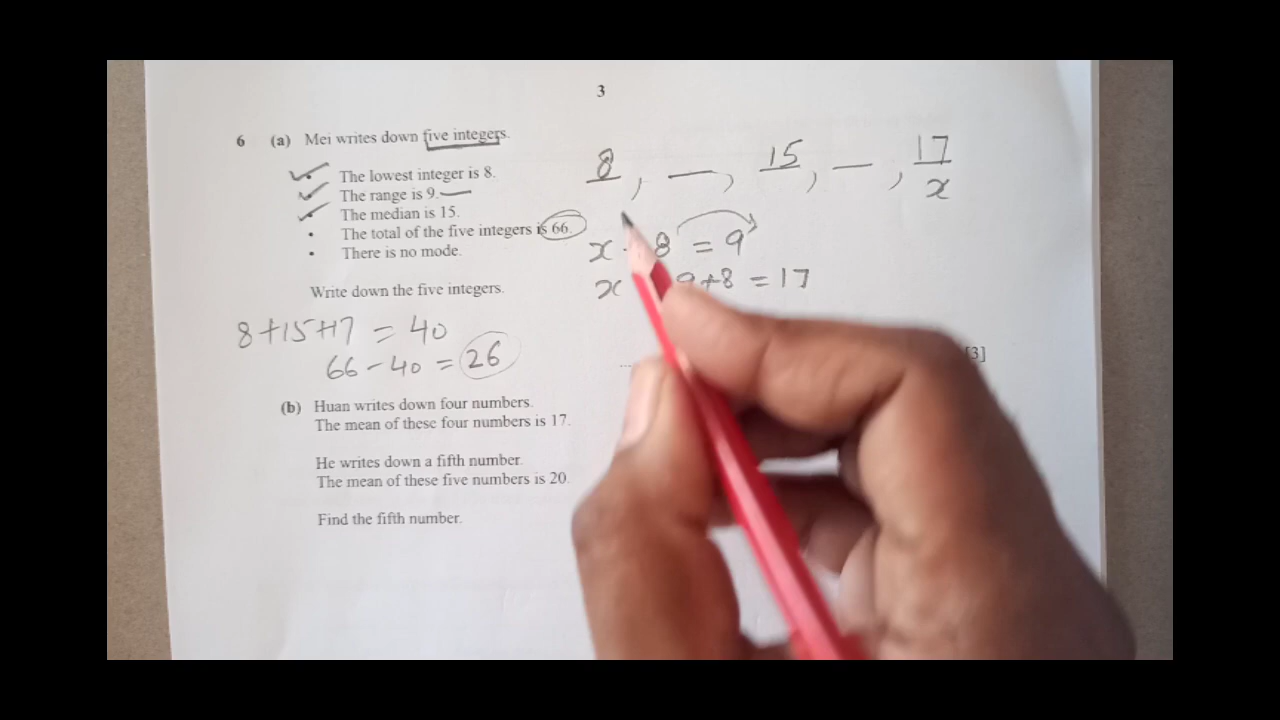 3
6 (a) Mei writes down five integers.
The lowest integer is 8.
The range is 9.
The median is 15.
• The total of the five integers is 66.
• There is no mode.
Write down the five integers.
8 , __ , 15 , __ , 17
x
x - 8 = 9
x 9+8 = 17
8+15+17 = 40
66 - 40 = 26
[3]
(b) Huan writes down four numbers.
The mean of these four numbers is 17.
He writes down a fifth number.
The mean of these five numbers is 20.
Find the fifth number.